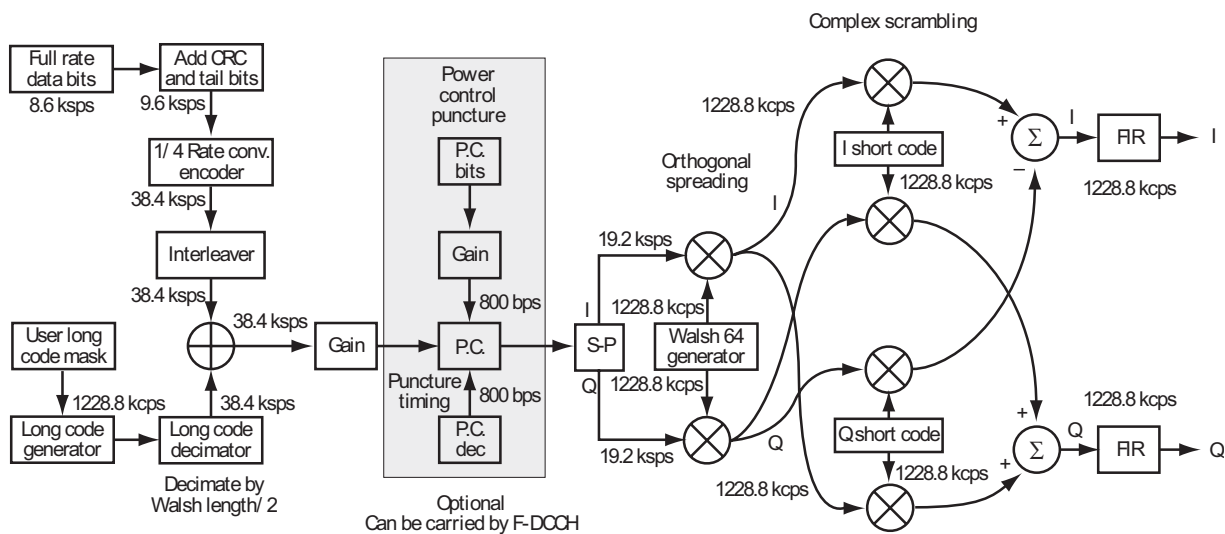 Complex scrambling
Full rate
data bits
8.6 ksps
Add CRC
and tail bits
9.6 ksps
1/ 4 Rate conv.
encoder
38.4 ksps
Interleaver
38.4 ksps
User long
code mask
1228.8 kcps
Long code
generator
Long code
decimator
38.4 ksps
Decimate by
Walsh length/ 2
38.4 ksps
Gain
Power
control
puncture
P.C.
bits
Gain
800 bps
P.C.
Puncture
timing
800 bps
P.C.
dec
Optional
Can be carried by F-DCCH
S-P
I
Q
19.2 ksps
19.2 ksps
Orthogonal
spreading
1228.8 kcps
Walsh 64
generator
1228.8 kcps
I
Q
1228.8 kcps
1228.8 kcps
I short code
1228.8 kcps
Q short code
1228.8 kcps
+
−
Σ
I
FIR
I
1228.8 kcps
+
+
Σ
Q
1228.8 kcps
FIR
Q